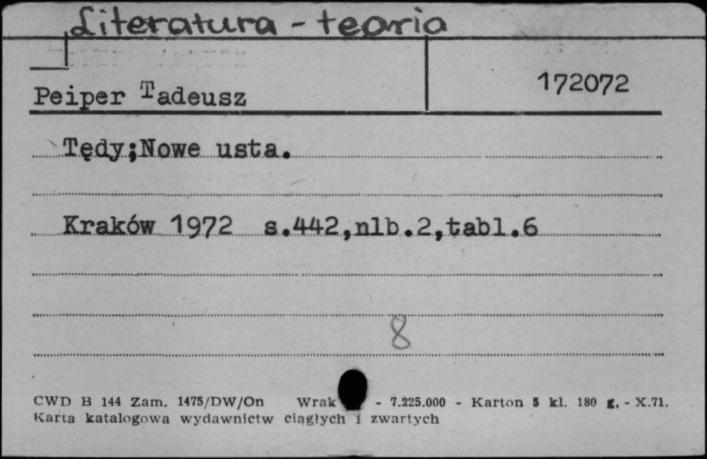 Literatura - teoria
172072
Peiper Tadeusz
Tędy;Nowe usta.
Kraków 1972 s.442,nlb.2,tabl.6
8
CWD B 144 Zam. 1475/DW/On Wrak - 7.225.000 - Karton 5 kl. 180 g. - X.71.
Karta katalogowa wydawnictw ciągłych i zwartych